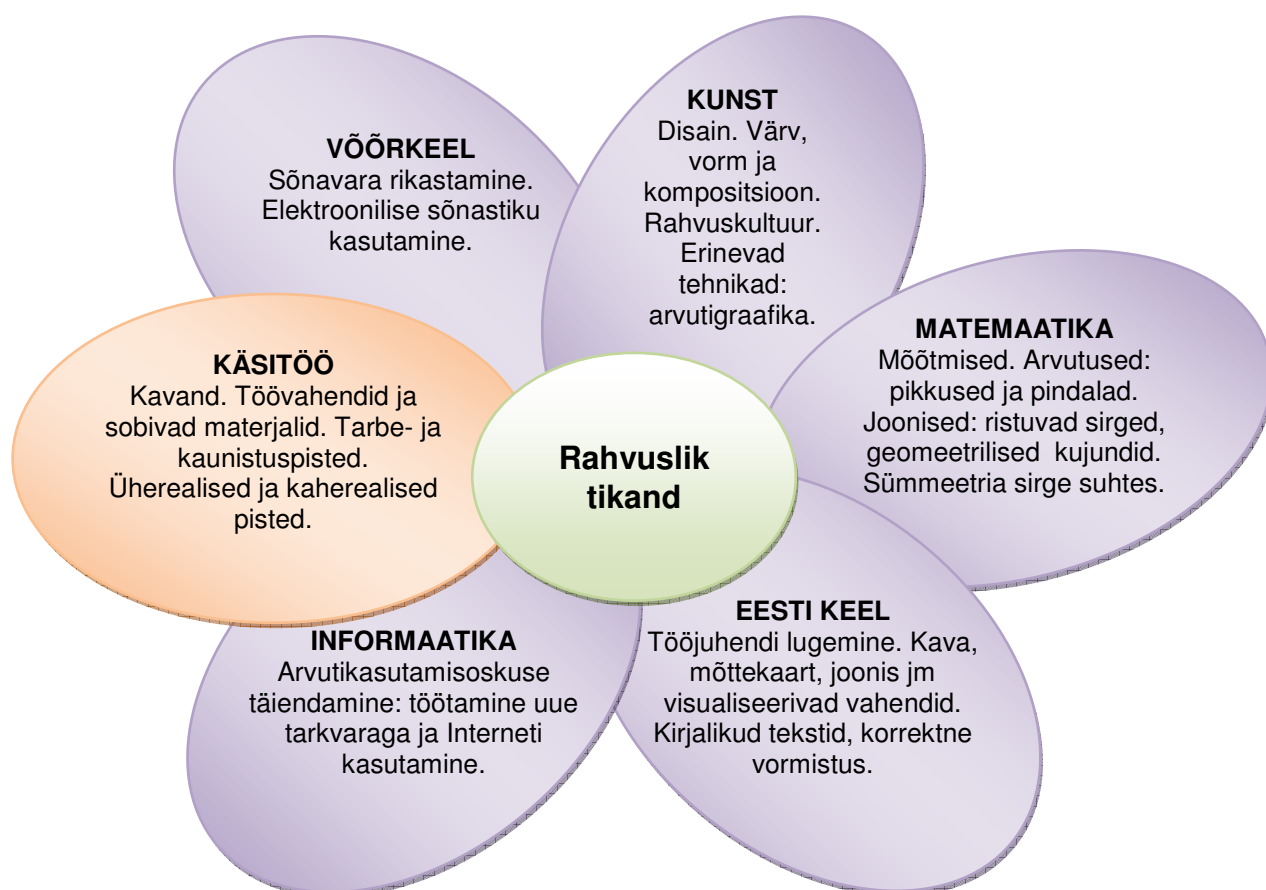 VÕÕRKEEL
Sõnavara rikastamine.
Elektroonilise sõnastiku
kasutamine.
KUNST
Disain. Värv,
vorm ja
kompositsioon.
Rahvuskultuur.
Erinevad
tehnikad:
arvutigraafika.
MATEMAATIKA
Mõõtmised. Arvutused:
pikkused ja pindalad.
Joonised: ristuvad sirged,
geomeetrilised kujundid.
Sümmeetria sirge suhtes.
KÄSITÖÖ
Kavand. Töövahendid ja
sobivad materjalid. Tarbe- ja
kaunistuspisted.
Üherealised ja kaherealised
pisted.
Rahvuslik
tikand
INFORMAATIKA
Arvutikasutamisoskuse
täiendamine: töötamine uue
tarkvaraga ja Interneti
kasutamine.
EESTI KEEL
Tööjuhendi lugemine. Kava,
mõttekaart, joonis jm
visualiseerivad vahendid.
Kirjalikud tekstid, korrektne
vormistus.